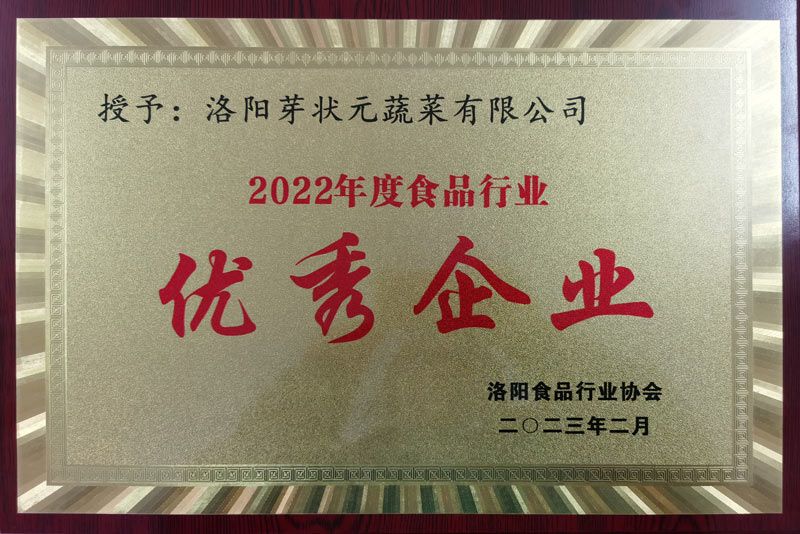 授予：洛阳芽状元蔬菜有限公司
2022年度食品行业
优秀企业
洛阳食品行业协会
二〇二三年二月